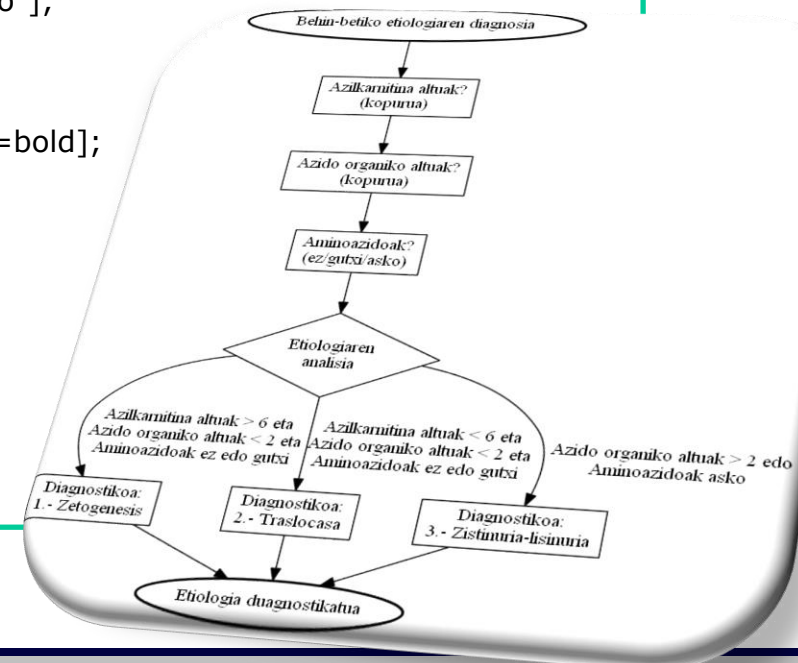 o"];
=bold];
Behin-betiko etiologiaren diagnosia
Azilkarnitina altuak?
(kopurua)
Azido organiko altuak?
(kopurua)
Aminoazidoak?
(ez/gutxi/asko)
Etiologiaren
analisia
Azilkarnitina altuak > 6 eta
Azido organiko altuak < 2 eta
Aminoazidoak ez edo gutxi
Azilkarnitina altuak < 6 eta
Azido organiko altuak < 2 eta
Aminoazidoak ez edo gutxi
Azido organiko altuak > 2 edo
Aminoazidoak asko
Diagnostikoa:
1.- Zetogenesis
Diagnostikoa:
2.- Traslocasa
Diagnostikoa:
3.- Zistinuria-lisinuria
Etiologia duagnostikatua